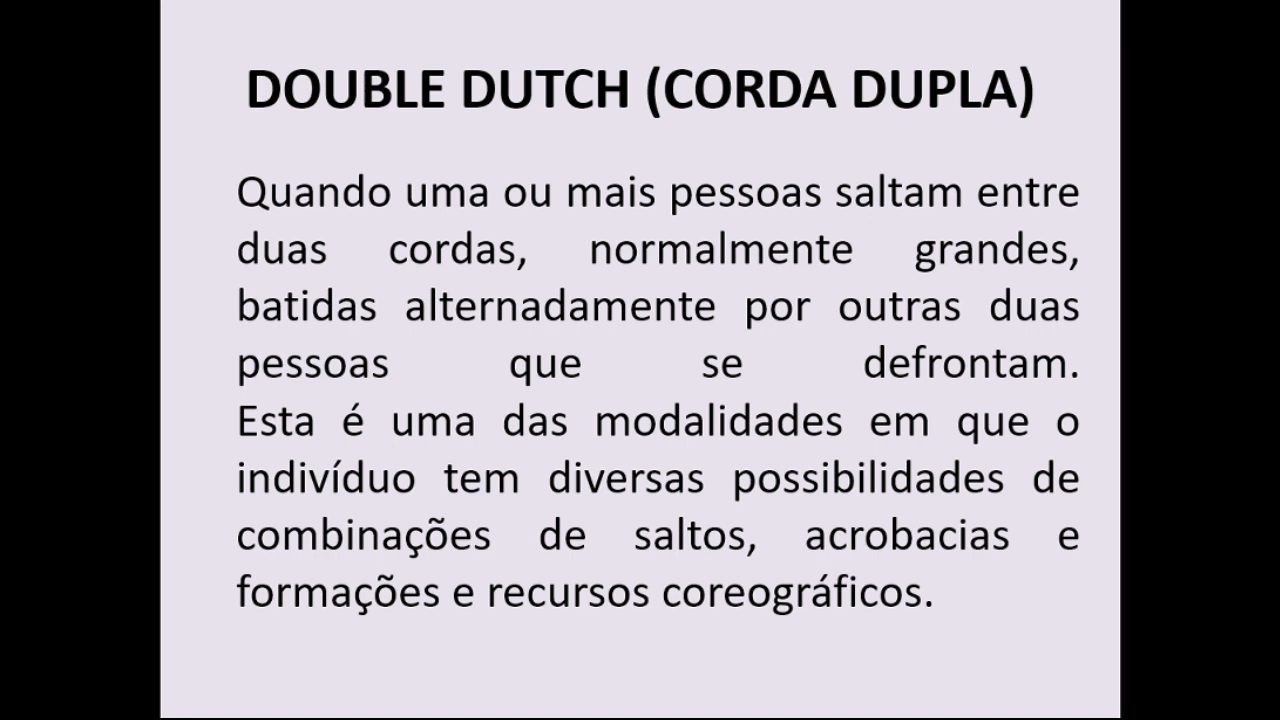 DOUBLE DUTCH (CORDA DUPLA)
Quando uma ou mais pessoas saltam entre
duas cordas, normalmente grandes,
batidas alternadamente por outras duas
pessoas que se defrontam.
Esta é uma das modalidades em que o
indivíduo tem diversas possibilidades de
combinações de saltos, acrobacias e
formações e recursos coreográficos.